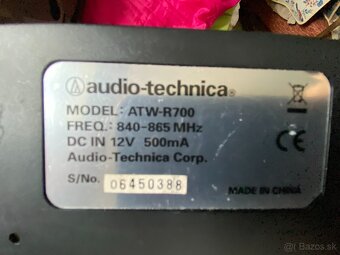 audio-technica®
MODEL: ATW-R700
FREQ.: 840-865 MHz
DC IN 12V 500mA
Audio-Technica Corp.
S/No. 06450388
MADE IN CHINA
Bazos.sk